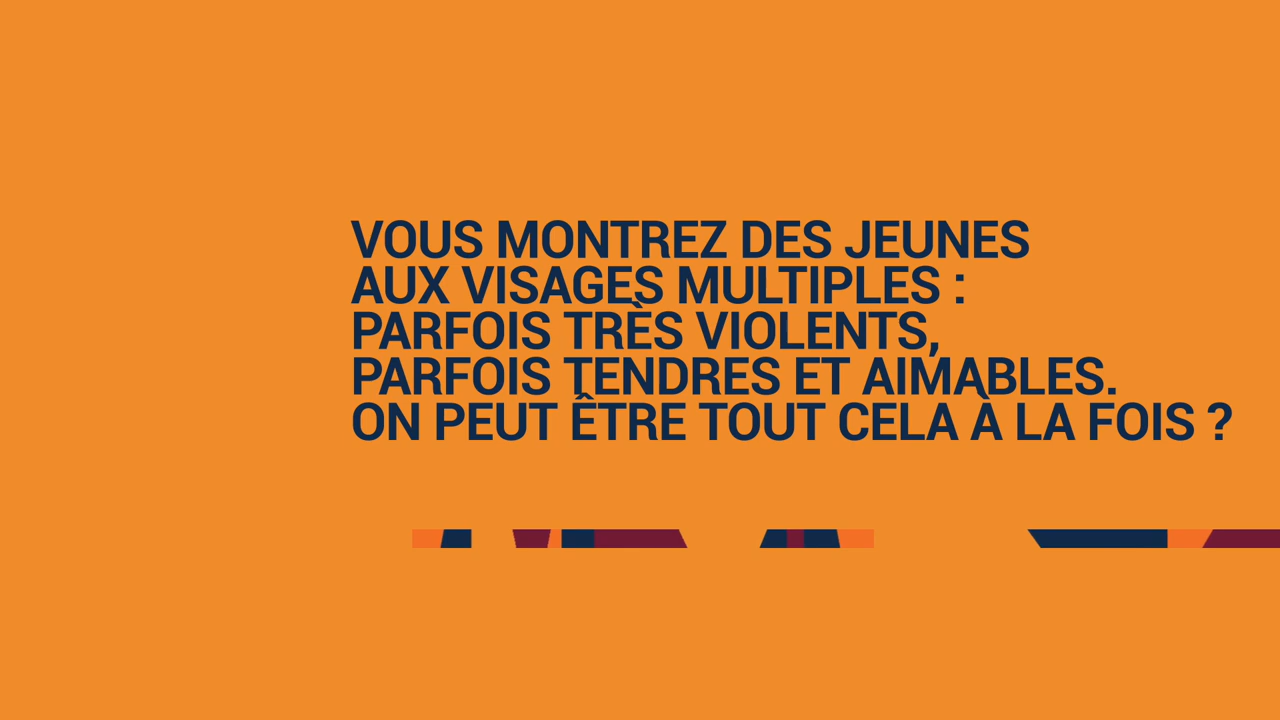 VOUS MONTREZ DES JEUNES
AUX VISAGES MULTIPLES :
PARFOIS TRÈS VIOLENTS,
PARFOIS TENDRES ET AIMABLES.
ON PEUT ÊTRE TOUT CELA À LA FOIS ?